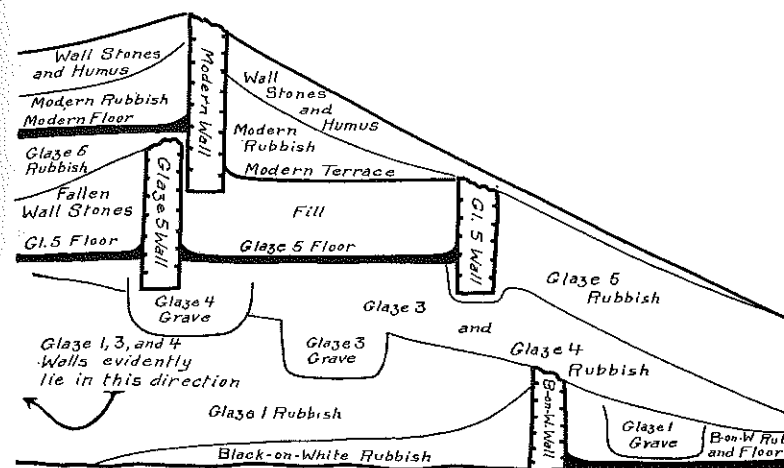 Wall Stones
and Humus
Modern Rubbish
Modern Floor
Glaze 5
Rubbish
Fallen
Wall Stones
Gl. 5 Floor
Modern Wall
Glaze 5 Wall
Wall
Stones
and
Humus
Modern
Rubbish
Modern Terrace
Fill
Glaze 5 Floor
Gl. 5 Wall
Glaze 5
Rubbish
Glaze 4
Grave
Glaze 3
and
Glaze 4
Rubbish
Glaze 3
Grave
Glaze 1, 3, and 4
Walls evidently
lie in this direction
Glaze 1 Rubbish
Black-on-White Rubbish
B-on-W. Wall
Glaze 1
Grave
B-on-W Rub
and Floor